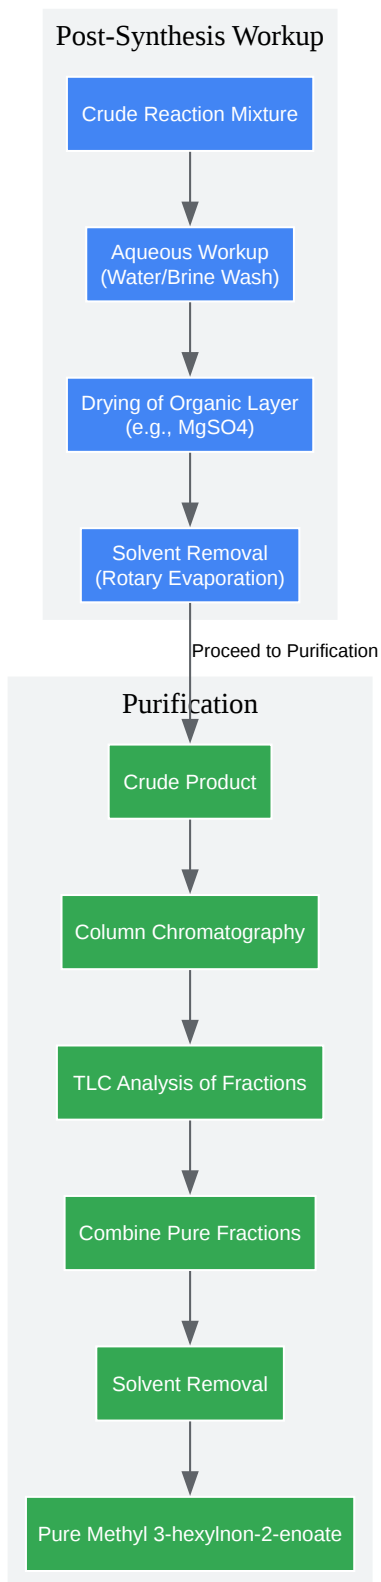 Post-Synthesis Workup
Crude Reaction Mixture
Aqueous Workup
(Water/Brine Wash)
Drying of Organic Layer
(e.g., MgSO4)
Solvent Removal
(Rotary Evaporation)
Proceed to Purification
Purification
Crude Product
Column Chromatography
TLC Analysis of Fractions
Combine Pure Fractions
Solvent Removal
Pure Methyl 3-hexylnon-2-enoate